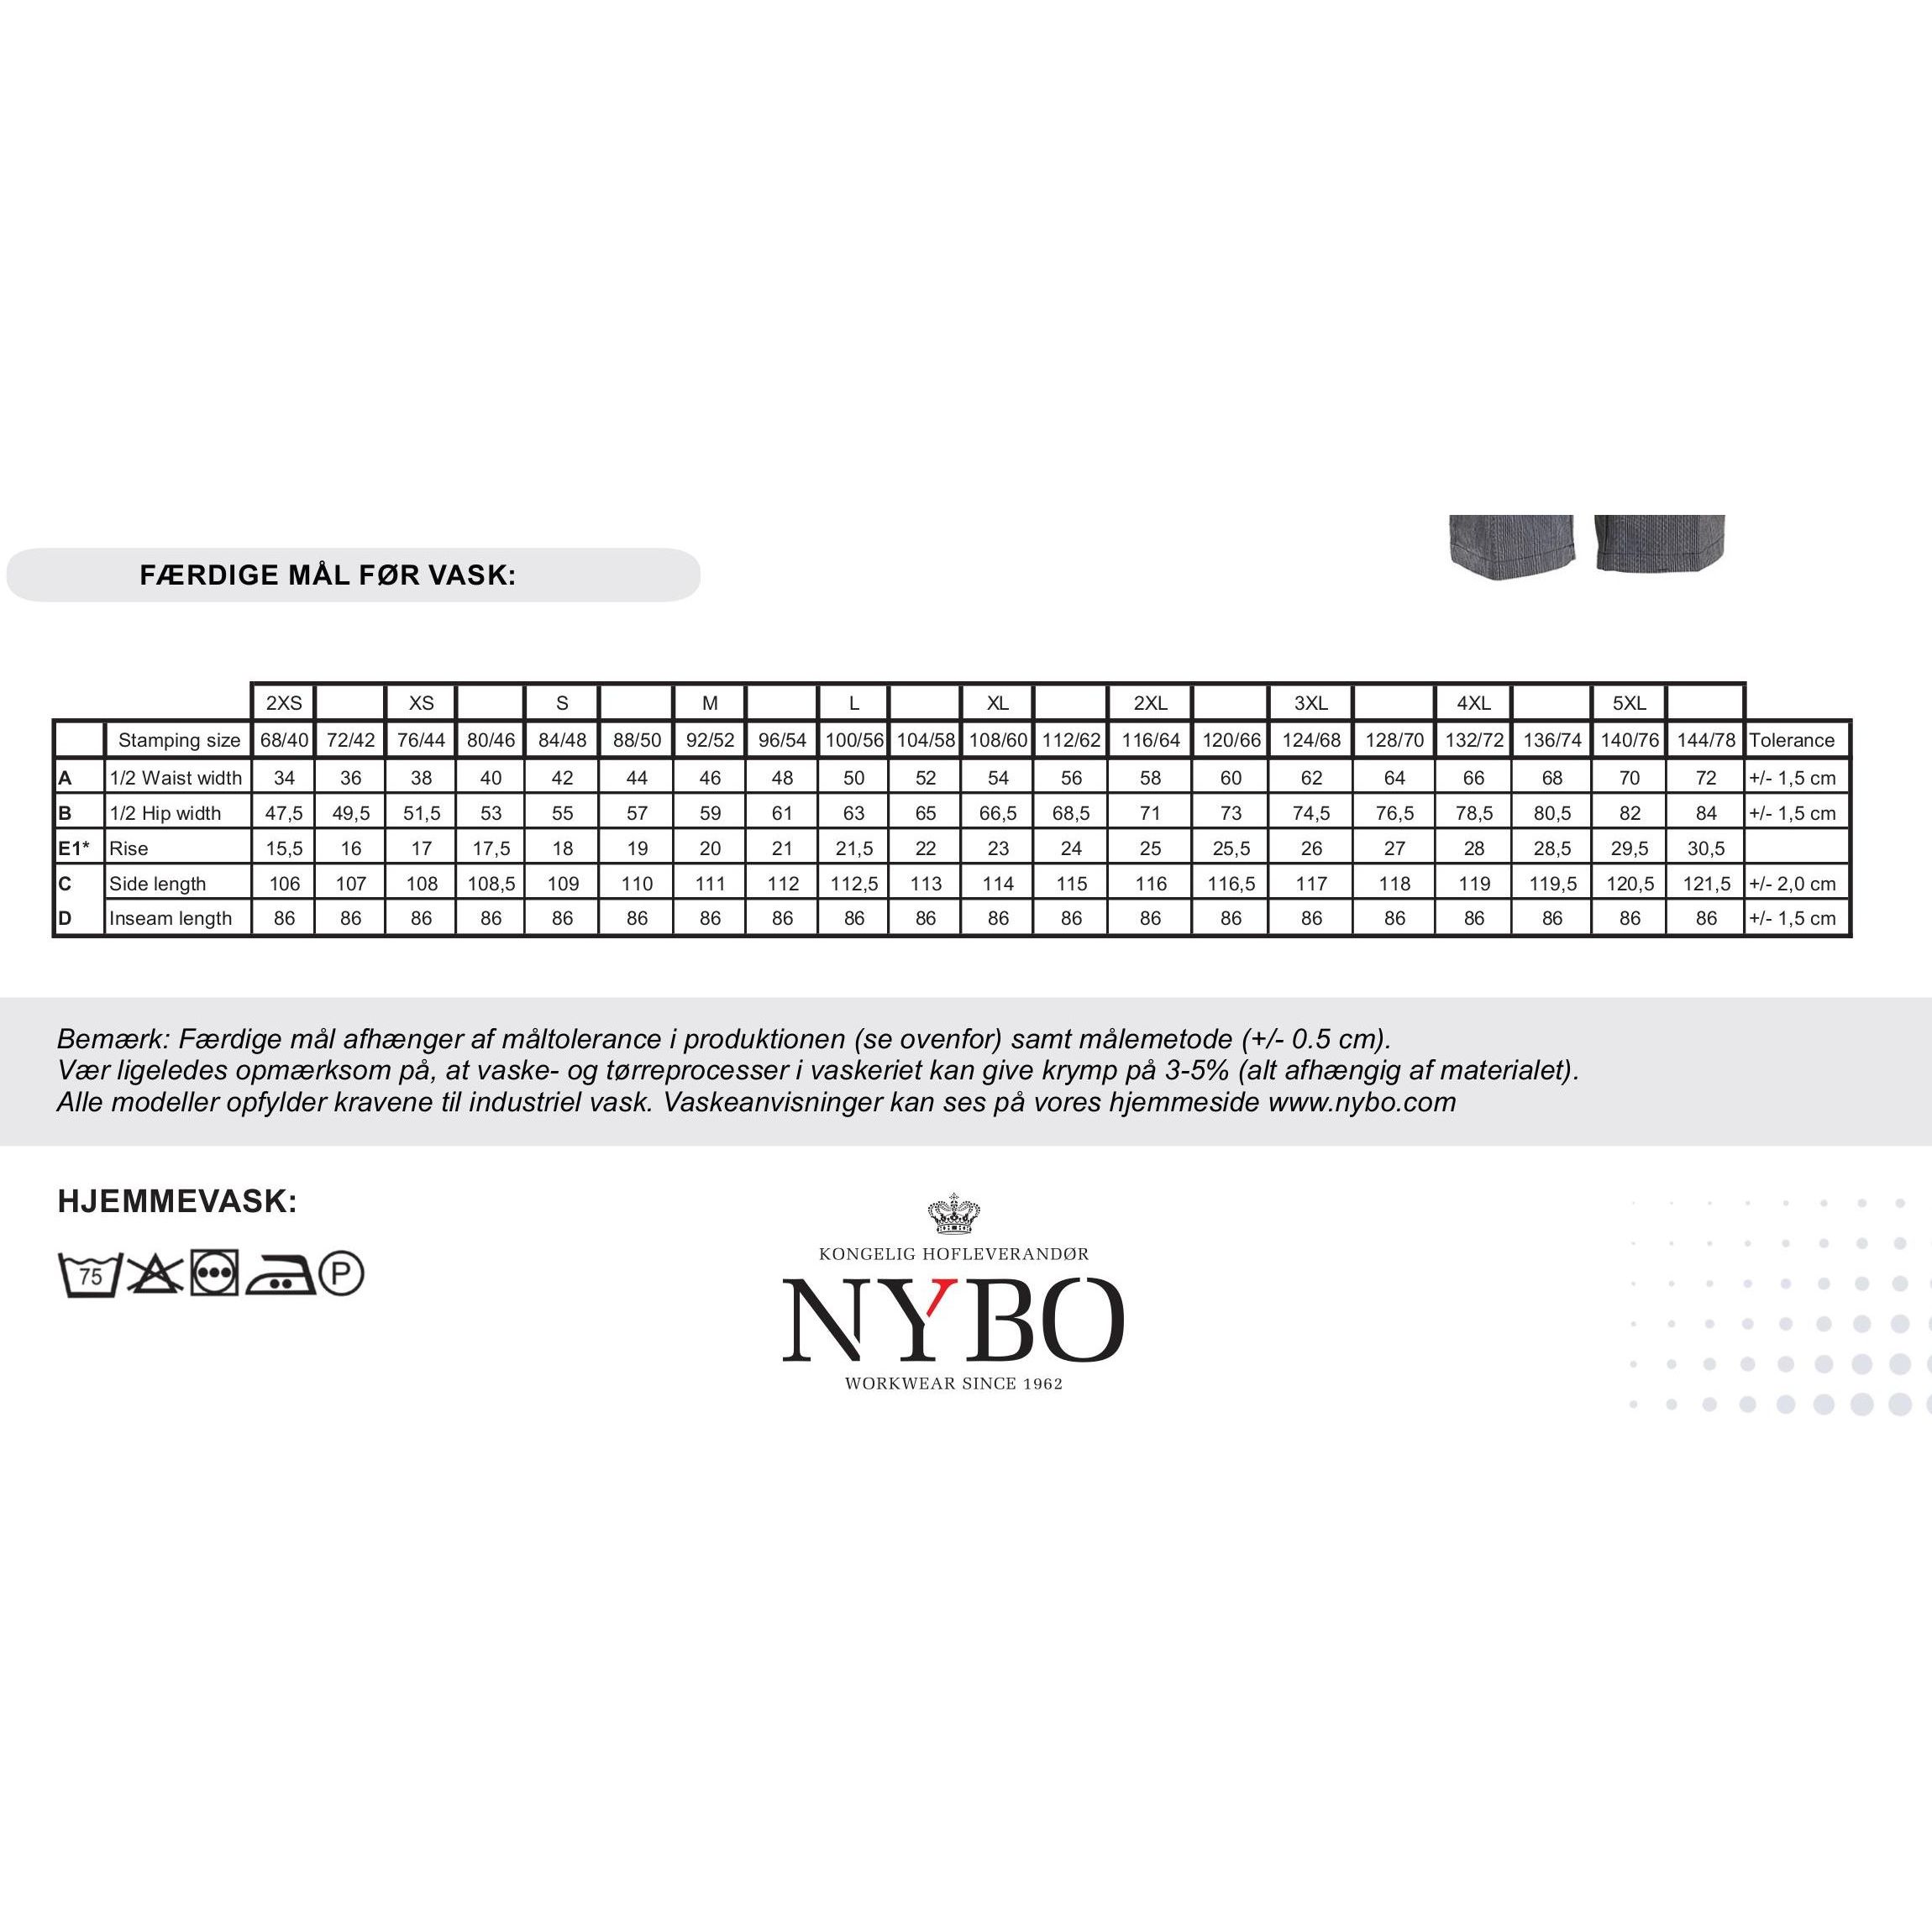 FÆRDIGE MÅL FØR VASK:
2XS XS S M L XL 2XL 3XL 4XL 5XL
Stamping size 68/40 72/42 76/44 80/46 84/48 88/50 92/52 96/54 100/56 104/58 108/60 112/62 116/64 120/66 124/68 128/70 132/72 136/74 140/76 144/78 Tolerance
A 1/2 Waist width 34 36 38 40 42 44 46 48 50 52 54 56 58 60 62 64 66 68 70 72 +/- 1,5 cm
B 1/2 Hip width 47,5 49,5 51,5 53 55 57 59 61 63 65 66,5 68,5 71 73 74,5 76,5 78,5 80,5 82 84 +/- 1,5 cm
E1* Rise 15,5 16 17 17,5 18 19 20 21 21,5 22 23 24 25 25,5 26 27 28 28,5 29,5 30,5
C Side length 106 107 108 108,5 109 110 111 112 112,5 113 114 115 116 116,5 117 118 119 119,5 120,5 121,5 +/- 2,0 cm
D Inseam length 86 86 86 86 86 86 86 86 86 86 86 86 86 86 86 86 86 86 86 86 +/- 1,5 cm
Bemærk: Færdige mål afhænger af måltolerance i produktionen (se ovenfor) samt målemetode (+/- 0.5 cm).
Vær ligeledes opmærksom på, at vaske- og tørreprocesser i vaskeriet kan give krymp på 3-5% (alt afhængig af materialet).
Alle modeller opfylder kravene til industriel vask. Vaskeanvisninger kan ses på vores hjemmeside www.nybo.com
HJEMMEVASK:
75 P
KONGELIG HOFLEVERANDØR
NYBO
WORKWEAR SINCE 1962